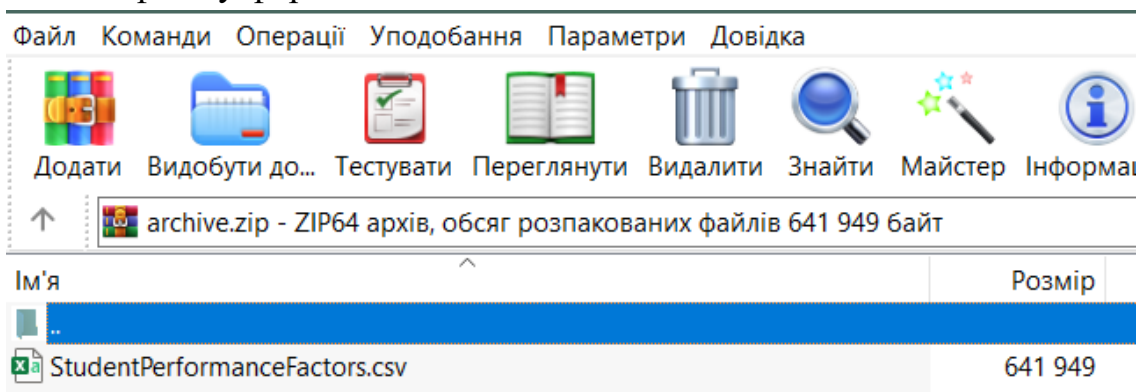 Файл Команди Операції Уподобання Параметри Довідка
Додати Видобути до... Тестувати Переглянути Видалити Знайти Майстер Інформац
archive.zip - ZIP64 архів, обсяг розпакованих файлів 641 949 байт
Ім'я Розмір
..
StudentPerformanceFactors.csv 641 949